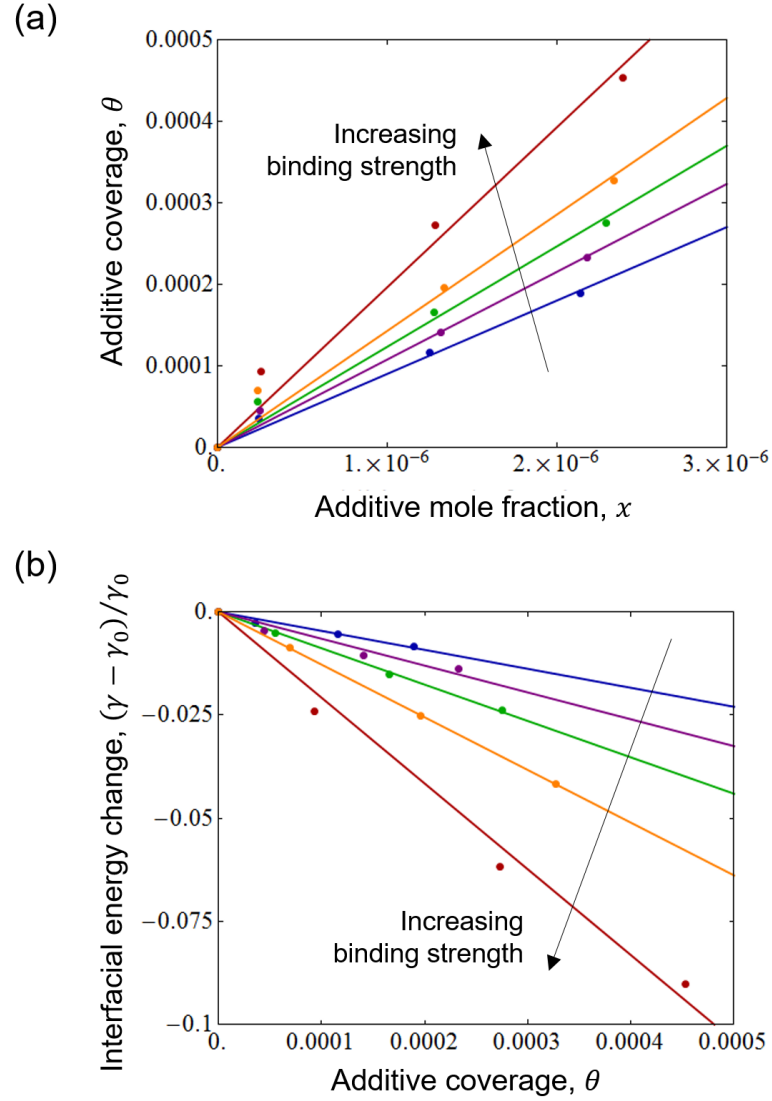 (a)
0.0005
0.0004
0.0003
0.0002
0.0001
0.
Additive coverage, θ
Increasing
binding strength
0. 1.×10⁻⁶ 2.×10⁻⁶ 3.×10⁻⁶
Additive mole fraction, x
(b)
0.
−0.025
−0.05
−0.075
−0.1
Interfacial energy change, (γ − γ₀)/γ₀
Increasing
binding strength
0. 0.0001 0.0002 0.0003 0.0004 0.0005
Additive coverage, θ